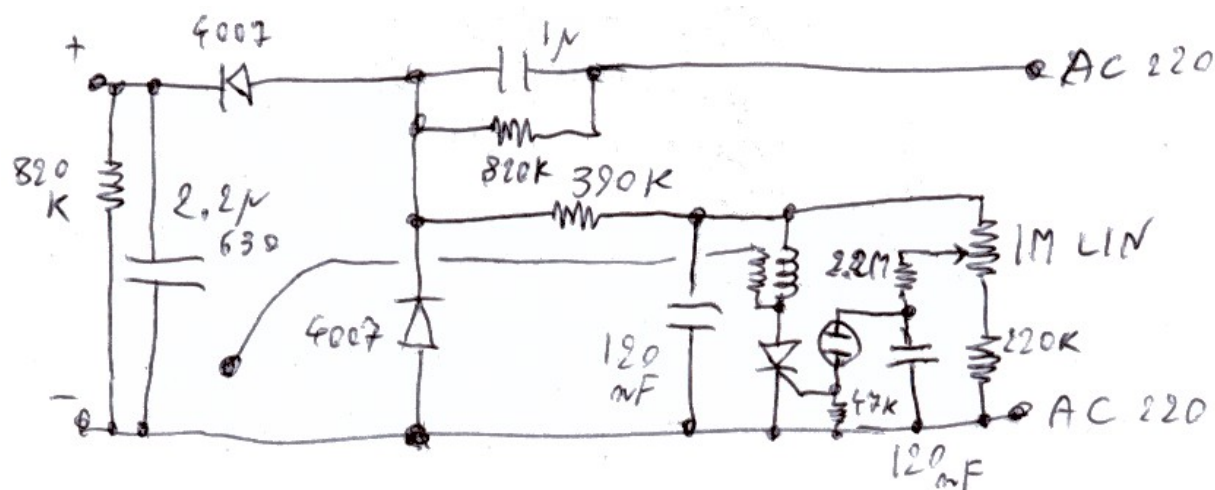 4007
1μ
+
AC 220
820
K
820K
390K
2.2μ
630
2.2M
1M LIN
4007
120
nF
220K
47K
-
AC 220
120
nF